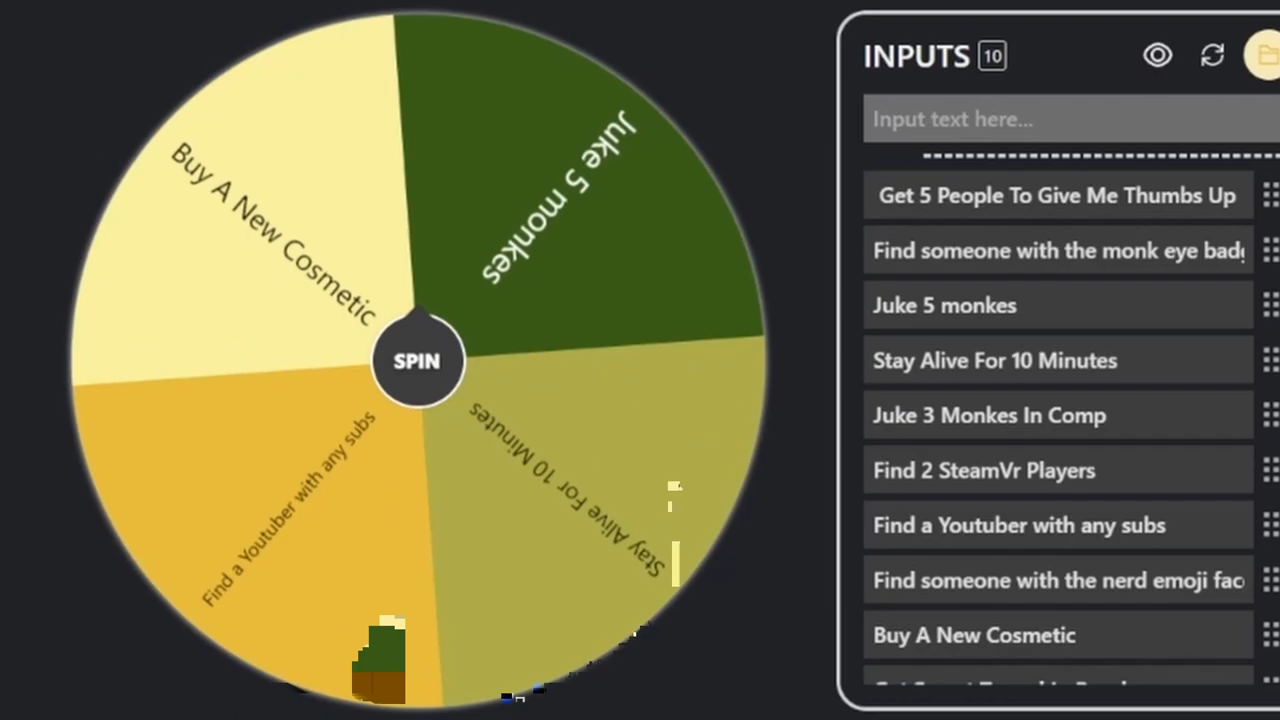 Buy A New Cosmetic
Juke 5 monkes
SPIN
Find a Youtuber with any subs
Stay Alive For 10 Minutes
INPUTS 10
Input text here...
Get 5 People To Give Me Thumbs Up
Find someone with the monk eye
Juke 5 monkes
Stay Alive For 10 Minutes
Juke 3 Monkes In Comp
Find 2 SteamVr Players
Find a Youtuber with any subs
Find someone with the nerd emoji
Buy A New Cosmetic